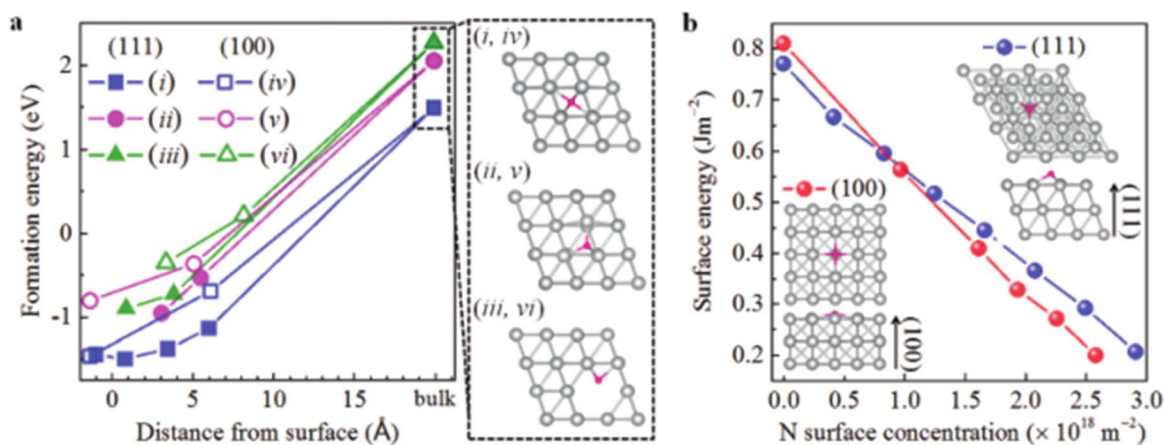 a
(111) (100)
(i) (iv)
(ii) (v)
(iii) (vi)
Formation energy (eV)
2
1
0
-1
0 5 10 15 bulk
Distance from surface (Å)
(i, iv)
(ii, v)
(iii, vi)
b
Surface energy (Jm⁻²)
0.8
0.7
0.6
0.5
0.4
0.3
0.2
(111)
(111)
(100)
(100)
0.0 0.5 1.0 1.5 2.0 2.5 3.0
N surface concentration (× 10¹⁸ m⁻²)